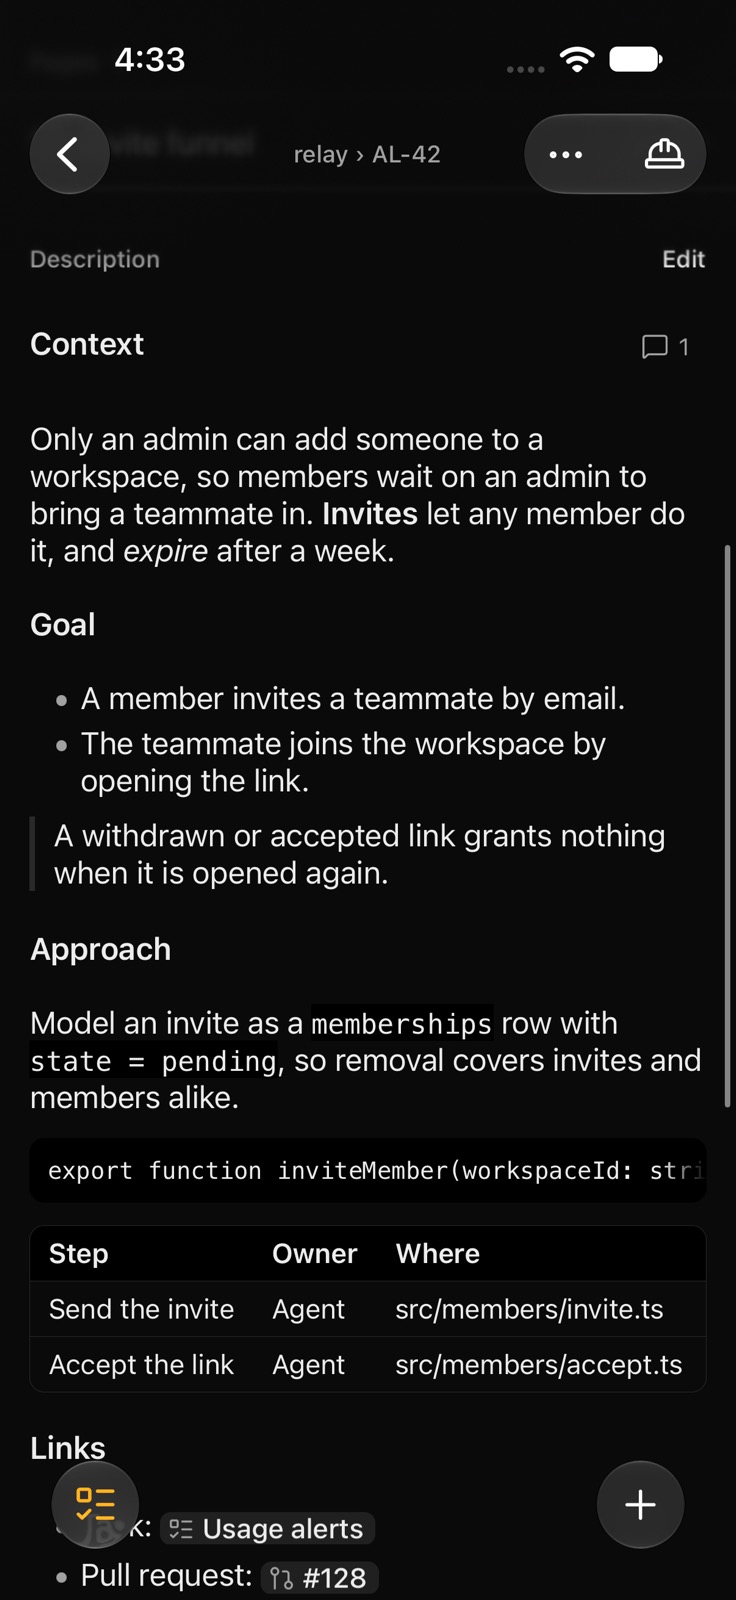 4:33
relay › AL-42
Description
Edit
Context
1
Only an admin can add someone to a
workspace, so members wait on an admin to
bring a teammate in. Invites let any member do
it, and expire after a week.
Goal
• A member invites a teammate by email.
• The teammate joins the workspace by
opening the link.
A withdrawn or accepted link grants nothing
when it is opened again.
Approach
Model an invite as a memberships row with
state = pending, so removal covers invites and
members alike.
export function inviteMember(workspaceId: stri
Step Owner Where
Send the invite Agent src/members/invite.ts
Accept the link Agent src/members/accept.ts
Links
Usage alerts
• Pull request: #128